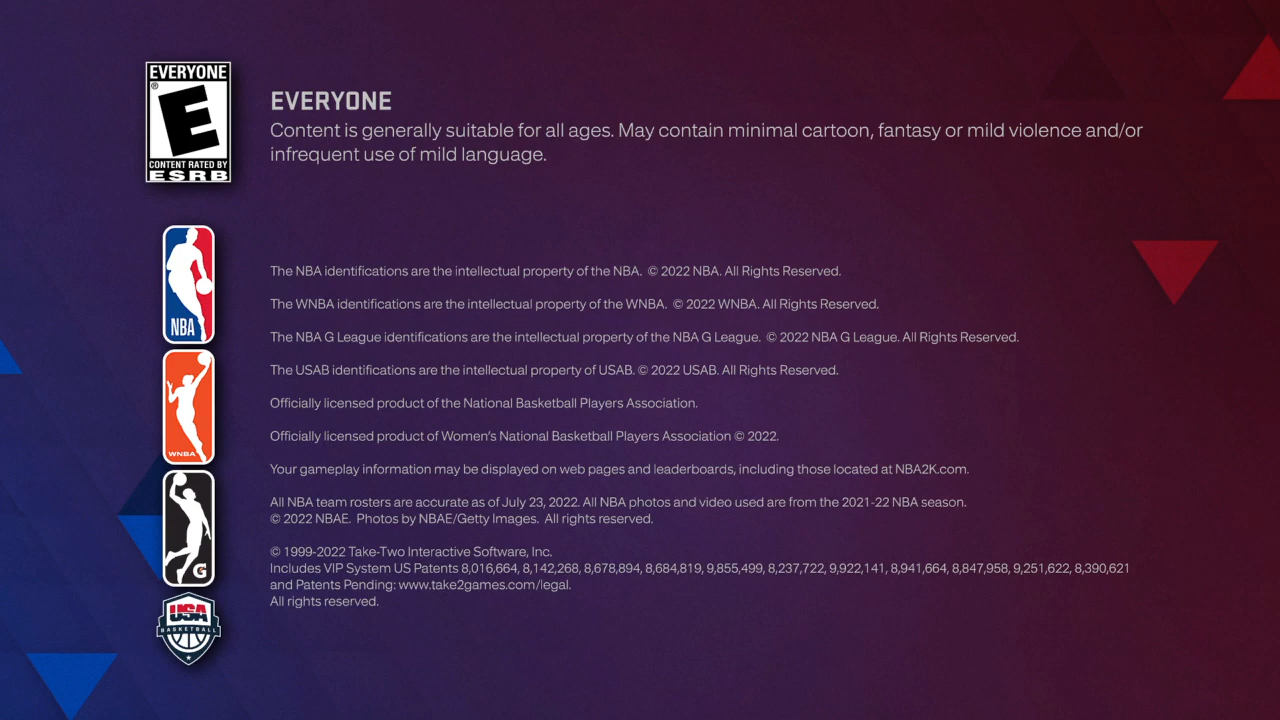 EVERYONE
®
E
CONTENT RATED BY
ESRB
EVERYONE
Content is generally suitable for all ages. May contain minimal cartoon, fantasy or mild violence and/or
infrequent use of mild language.
NBA
The NBA identifications are the intellectual property of the NBA. © 2022 NBA. All Rights Reserved.
The WNBA identifications are the intellectual property of the WNBA. © 2022 WNBA. All Rights Reserved.
The NBA G League identifications are the intellectual property of the NBA G League. © 2022 NBA G League. All Rights Reserved.
The USAB identifications are the intellectual property of USAB. © 2022 USAB. All Rights Reserved.
WNBA
Officially licensed product of the National Basketball Players Association.
Officially licensed product of Women's National Basketball Players Association © 2022.
Your gameplay information may be displayed on web pages and leaderboards, including those located at NBA2K.com.
All NBA team rosters are accurate as of July 23, 2022. All NBA photos and video used are from the 2021-22 NBA season.
© 2022 NBAE. Photos by NBAE/Getty Images. All rights reserved.
G
© 1999-2022 Take-Two Interactive Software, Inc.
Includes VIP System US Patents 8,016,664, 8,142,268, 8,678,894, 8,684,819, 9,855,499, 8,237,722, 9,922,141, 8,941,664, 8,847,958, 9,251,622, 8,390,621
and Patents Pending: www.take2games.com/legal.
All rights reserved.
USA
BASKETBALL